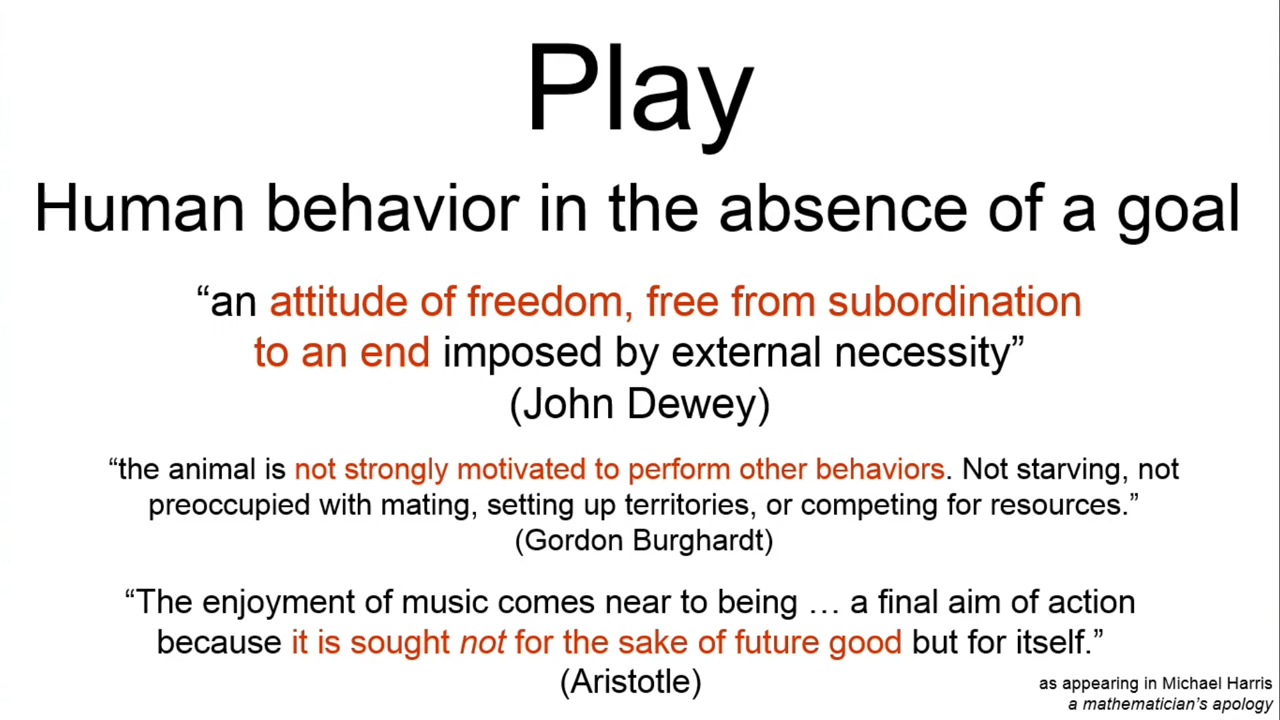 Play
Human behavior in the absence of a goal
“an attitude of freedom, free from subordination
to an end imposed by external necessity”
(John Dewey)
“the animal is not strongly motivated to perform other behaviors. Not starving, not
preoccupied with mating, setting up territories, or competing for resources.”
(Gordon Burghardt)
“The enjoyment of music comes near to being … a final aim of action
because it is sought not for the sake of future good but for itself.”
(Aristotle)
as appearing in Michael Harris
a mathematician’s apology